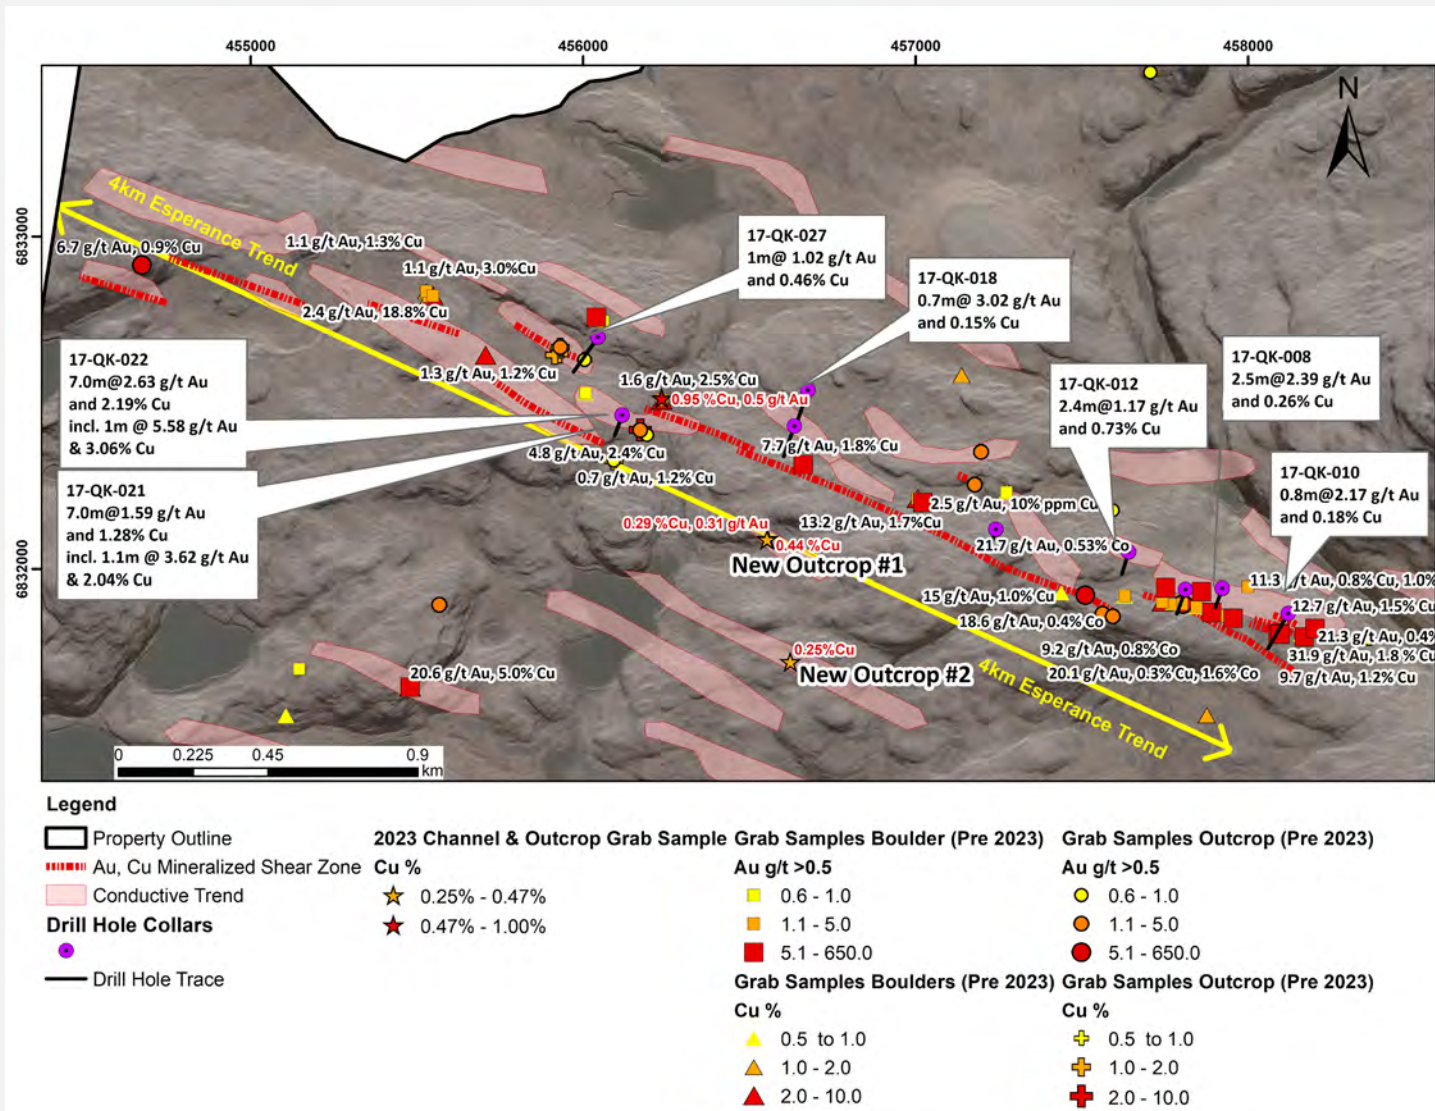 455000
456000
457000
458000
6833000
6832000
N
4km Esperance Trend
6.7 g/t Au, 0.9% Cu
1.1 g/t Au, 1.3% Cu
1.1 g/t Au, 3.0%Cu
2.4 g/t Au, 18.8% Cu
1.3 g/t Au, 1.2% Cu
17-QK-027
1m@ 1.02 g/t Au
and 0.46% Cu
17-QK-018
0.7m@ 3.02 g/t Au
and 0.15% Cu
17-QK-008
2.5m@2.39 g/t Au
and 0.26% Cu
17-QK-012
2.4m@1.17 g/t Au
and 0.73% Cu
17-QK-010
0.8m@2.17 g/t Au
and 0.18% Cu
17-QK-022
7.0m@2.63 g/t Au
and 2.19% Cu
incl. 1m @ 5.58 g/t Au
& 3.06% Cu
17-QK-021
7.0m@1.59 g/t Au
and 1.28% Cu
incl. 1.1m @ 3.62 g/t Au
& 2.04% Cu
1.6 g/t Au, 2.5% Cu
0.95 %Cu, 0.5 g/t Au
4.8 g/t Au, 2.4% Cu
0.7 g/t Au, 1.2% Cu
7.7 g/t Au, 1.8% Cu
2.5 g/t Au, 10% ppm Cu
13.2 g/t Au, 1.7%Cu
0.29 %Cu, 0.31 g/t Au
0.44 %Cu
New Outcrop #1
21.7 g/t Au, 0.53% Co
15 g/t Au, 1.0% Cu
18.6 g/t Au, 0.4% Co
9.2 g/t Au, 0.8% Co
20.1 g/t Au, 0.3% Cu, 1.6% Co
11.3 g/t Au, 0.8% Cu, 1.0%
12.7 g/t Au, 1.5% Cu
21.3 g/t Au, 0.4%
31.9 g/t Au, 1.8 % Cu
9.7 g/t Au, 1.2% Cu
0.25%Cu
New Outcrop #2
20.6 g/t Au, 5.0% Cu
4km Esperance Trend
0 0.225 0.45 0.9
km
Legend
Property Outline
Au, Cu Mineralized Shear Zone
Conductive Trend
Drill Hole Collars
Drill Hole Trace
2023 Channel & Outcrop Grab Sample
Cu %
0.25% - 0.47%
0.47% - 1.00%
Grab Samples Boulder (Pre 2023)
Au g/t >0.5
0.6 - 1.0
1.1 - 5.0
5.1 - 650.0
Grab Samples Boulders (Pre 2023)
Cu %
0.5 to 1.0
1.0 - 2.0
2.0 - 10.0
Grab Samples Outcrop (Pre 2023)
Au g/t >0.5
0.6 - 1.0
1.1 - 5.0
5.1 - 650.0
Grab Samples Outcrop (Pre 2023)
Cu %
0.5 to 1.0
1.0 - 2.0
2.0 - 10.0